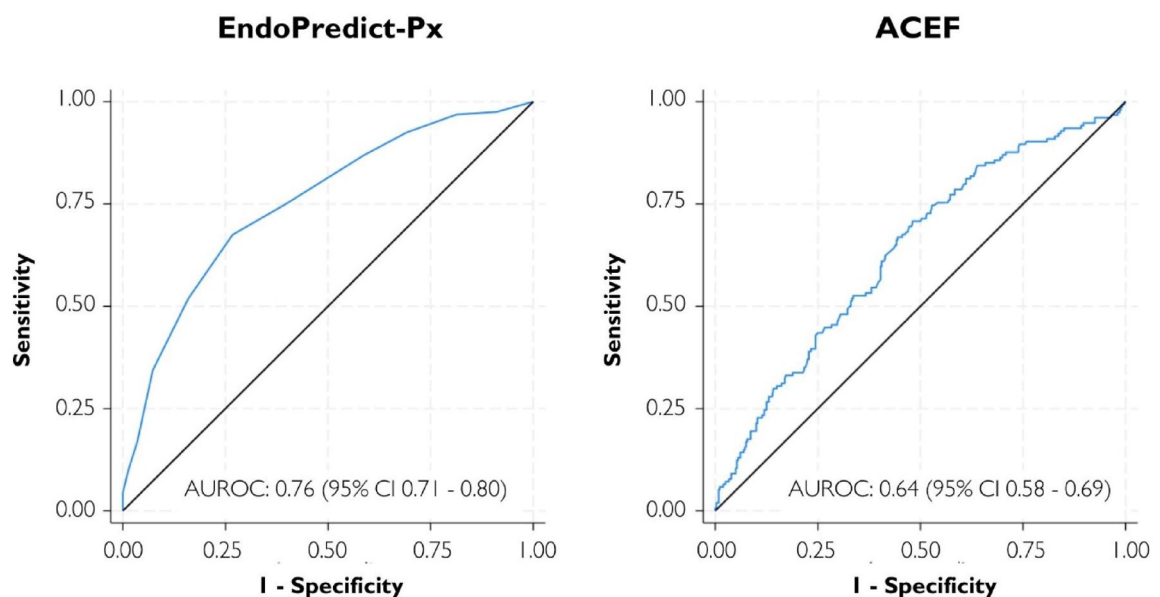 EndoPredict-Px
1.00
0.75
0.50
0.25
0.00
Sensitivity
AUROC: 0.76 (95% CI 0.71 - 0.80)
0.00 0.25 0.50 0.75 1.00
1 - Specificity
ACEF
1.00
0.75
0.50
0.25
0.00
Sensitivity
AUROC: 0.64 (95% CI 0.58 - 0.69)
0.00 0.25 0.50 0.75 1.00
1 - Specificity